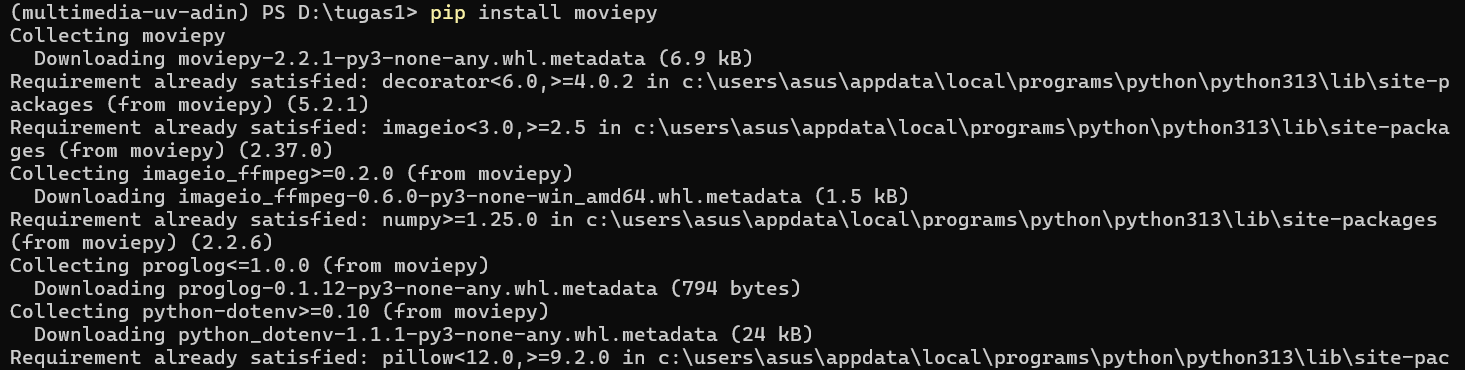 (multimedia-uv-adin) PS D:\tugas1> pip install moviepy
Collecting moviepy
  Downloading moviepy-2.2.1-py3-none-any.whl.metadata (6.9 kB)
Requirement already satisfied: decorator<6.0,>=4.0.2 in c:\users\asus\appdata\local\programs\python\python313\lib\site-p
ackages (from moviepy) (5.2.1)
Requirement already satisfied: imageio<3.0,>=2.5 in c:\users\asus\appdata\local\programs\python\python313\lib\site-packa
ges (from moviepy) (2.37.0)
Collecting imageio_ffmpeg>=0.2.0 (from moviepy)
  Downloading imageio_ffmpeg-0.6.0-py3-none-win_amd64.whl.metadata (1.5 kB)
Requirement already satisfied: numpy>=1.25.0 in c:\users\asus\appdata\local\programs\python\python313\lib\site-packages
(from moviepy) (2.2.6)
Collecting proglog<=1.0.0 (from moviepy)
  Downloading proglog-0.1.12-py3-none-any.whl.metadata (794 bytes)
Collecting python-dotenv>=0.10 (from moviepy)
  Downloading python_dotenv-1.1.1-py3-none-any.whl.metadata (24 kB)
Requirement already satisfied: pillow<12.0,>=9.2.0 in c:\users\asus\appdata\local\programs\python\python313\lib\site-pac